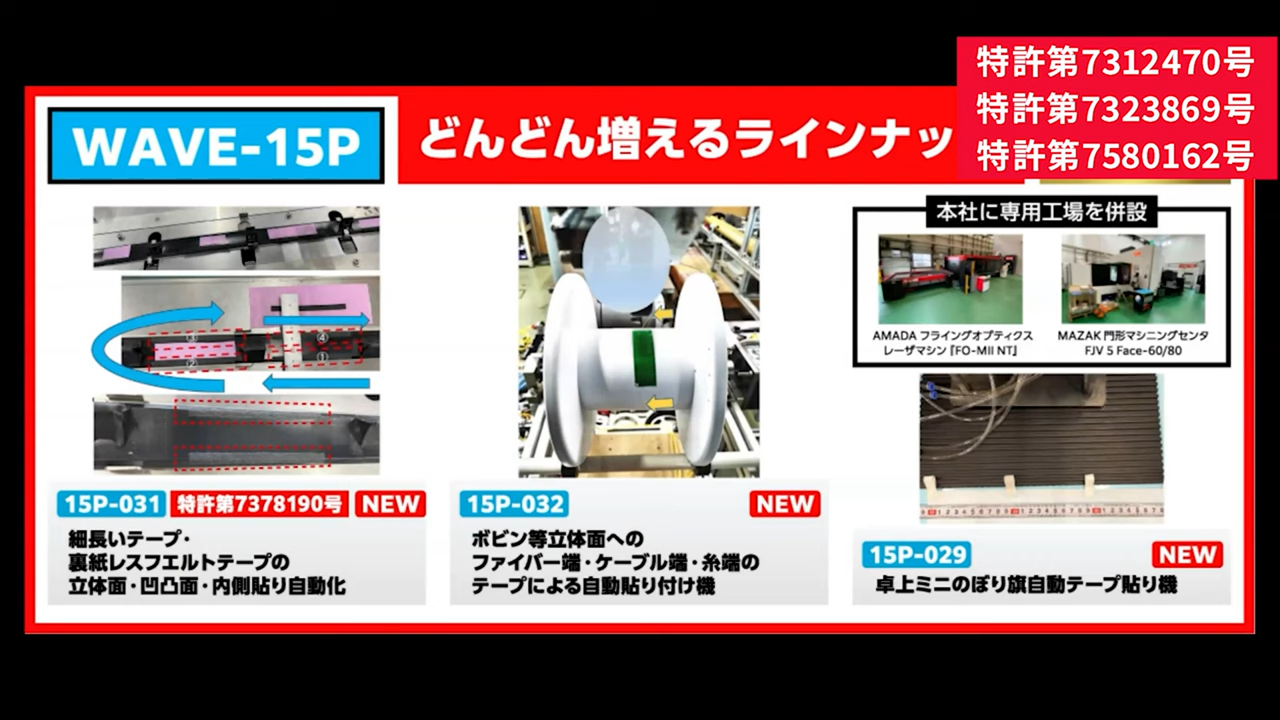 特許第7312470号
特許第7323869号
特許第7580162号
WAVE-15P
どんどん増えるラインナッ
本社に専用工場を併設
AMADA フライングオプティクス
レーザマシン「FO-MII NT」
MAZAK 門形マシニングセンタ
FJV 5 Face-60/80
③
④
②
①
15P-031
特許第7378190号
NEW
細長いテープ・
裏紙レスフエルトテープの
立体面・凹凸面・内側貼り自動化
15P-032
NEW
ボビン等立体面への
ファイバー端・ケーブル端・糸端の
テープによる自動貼り付け機
15P-029
NEW
卓上ミニのぼり旗自動テープ貼り機